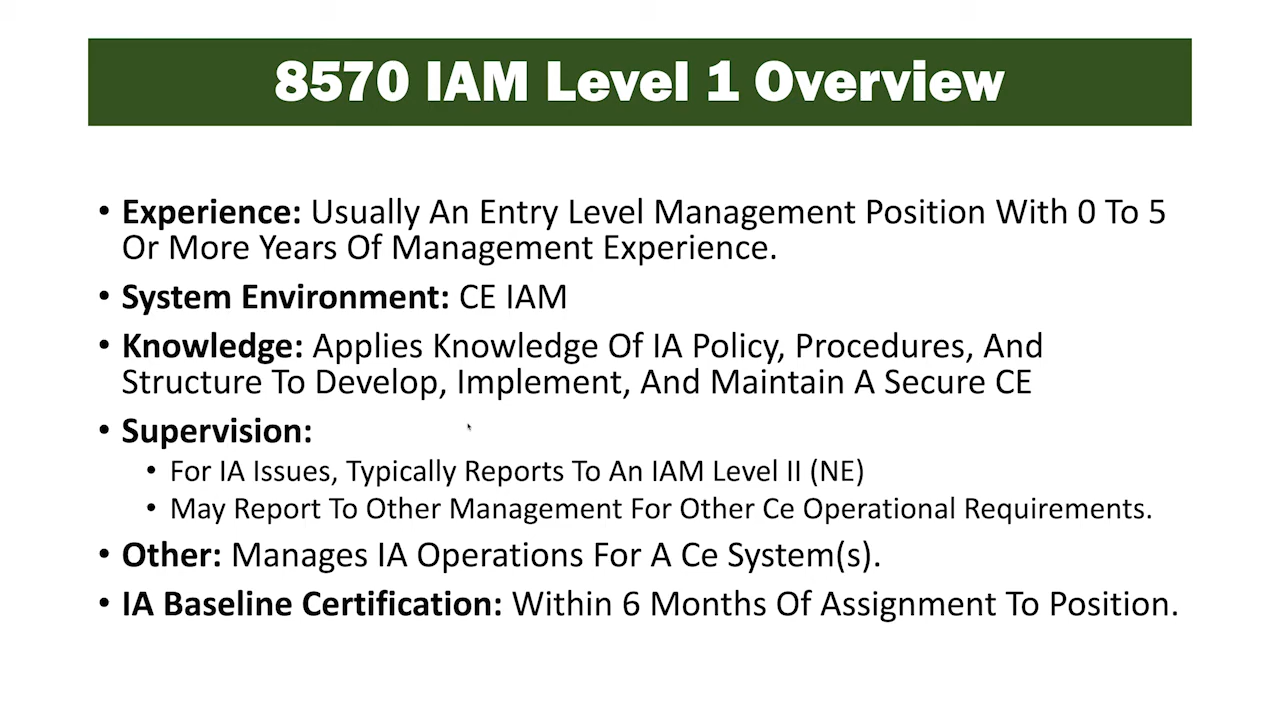 8570 IAM Level 1 Overview
• Experience: Usually An Entry Level Management Position With 0 To 5
Or More Years Of Management Experience.
• System Environment: CE IAM
• Knowledge: Applies Knowledge Of IA Policy, Procedures, And
Structure To Develop, Implement, And Maintain A Secure CE
• Supervision:
• For IA Issues, Typically Reports To An IAM Level II (NE)
• May Report To Other Management For Other Ce Operational Requirements.
• Other: Manages IA Operations For A Ce System(s).
• IA Baseline Certification: Within 6 Months Of Assignment To Position.